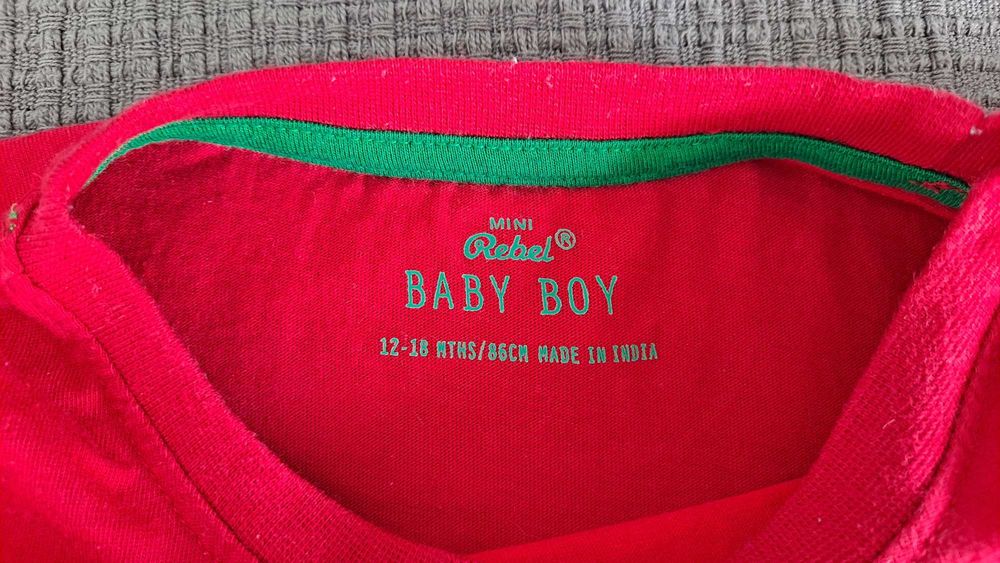 MINI
Rebel®
BABY BOY
12-18 MTHS/86CM MADE IN INDIA